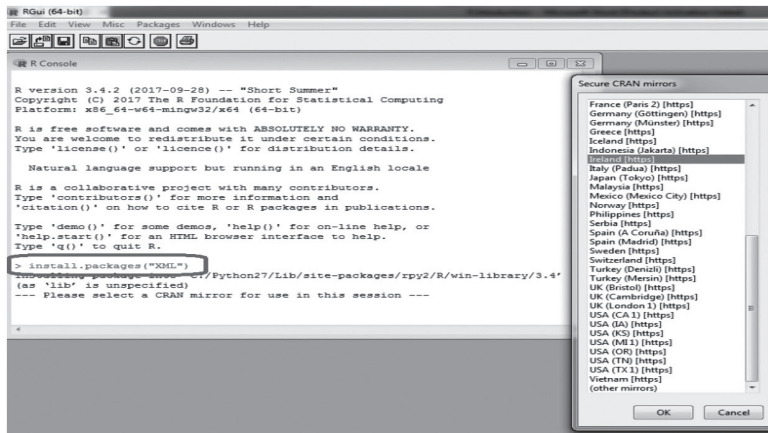 RGui (64-bit)
File Edit View Misc Packages Windows Help
R Console
R version 3.4.2 (2017-09-28) -- "Short Summer"
Copyright (C) 2017 The R Foundation for Statistical Computing
Platform: x86_64-w64-mingw32/x64 (64-bit)
R is free software and comes with ABSOLUTELY NO WARRANTY.
You are welcome to redistribute it under certain conditions.
Type 'license()' or 'licence()' for distribution details.
Natural language support but running in an English locale
R is a collaborative project with many contributors.
Type 'contributors()' for more information and
'citation()' on how to cite R or R packages in publications.
Type 'demo()' for some demos, 'help()' for on-line help, or
'help.start()' for an HTML browser interface to help.
Type 'q()' to quit R.
> install.packages("XML")
/Python27/Lib/site-packages/rpy2/R/win-library/3.4’
(as ‘lib’ is unspecified)
--- Please select a CRAN mirror for use in this session ---
Secure CRAN mirrors
France (Paris 2) [https]
Germany (Göttingen) [https]
Germany (Münster) [https]
Greece [https]
Iceland [https]
Indonesia (Jakarta) [https]
Ireland [https]
Italy (Padua) [https]
Japan (Tokyo) [https]
Malaysia [https]
Mexico (Mexico City) [https]
Norway [https]
Philippines [https]
Serbia [https]
Spain (A Coruña) [https]
Spain (Madrid) [https]
Sweden [https]
Switzerland [https]
Turkey (Denizli) [https]
Turkey (Mersin) [https]
UK (Bristol) [https]
UK (Cambridge) [https]
UK (London 1) [https]
USA (CA 1) [https]
USA (IA) [https]
USA (KS) [https]
USA (MI 1) [https]
USA (OR) [https]
USA (TN) [https]
USA (TX 1) [https]
Vietnam [https]
(other mirrors)
OK Cancel